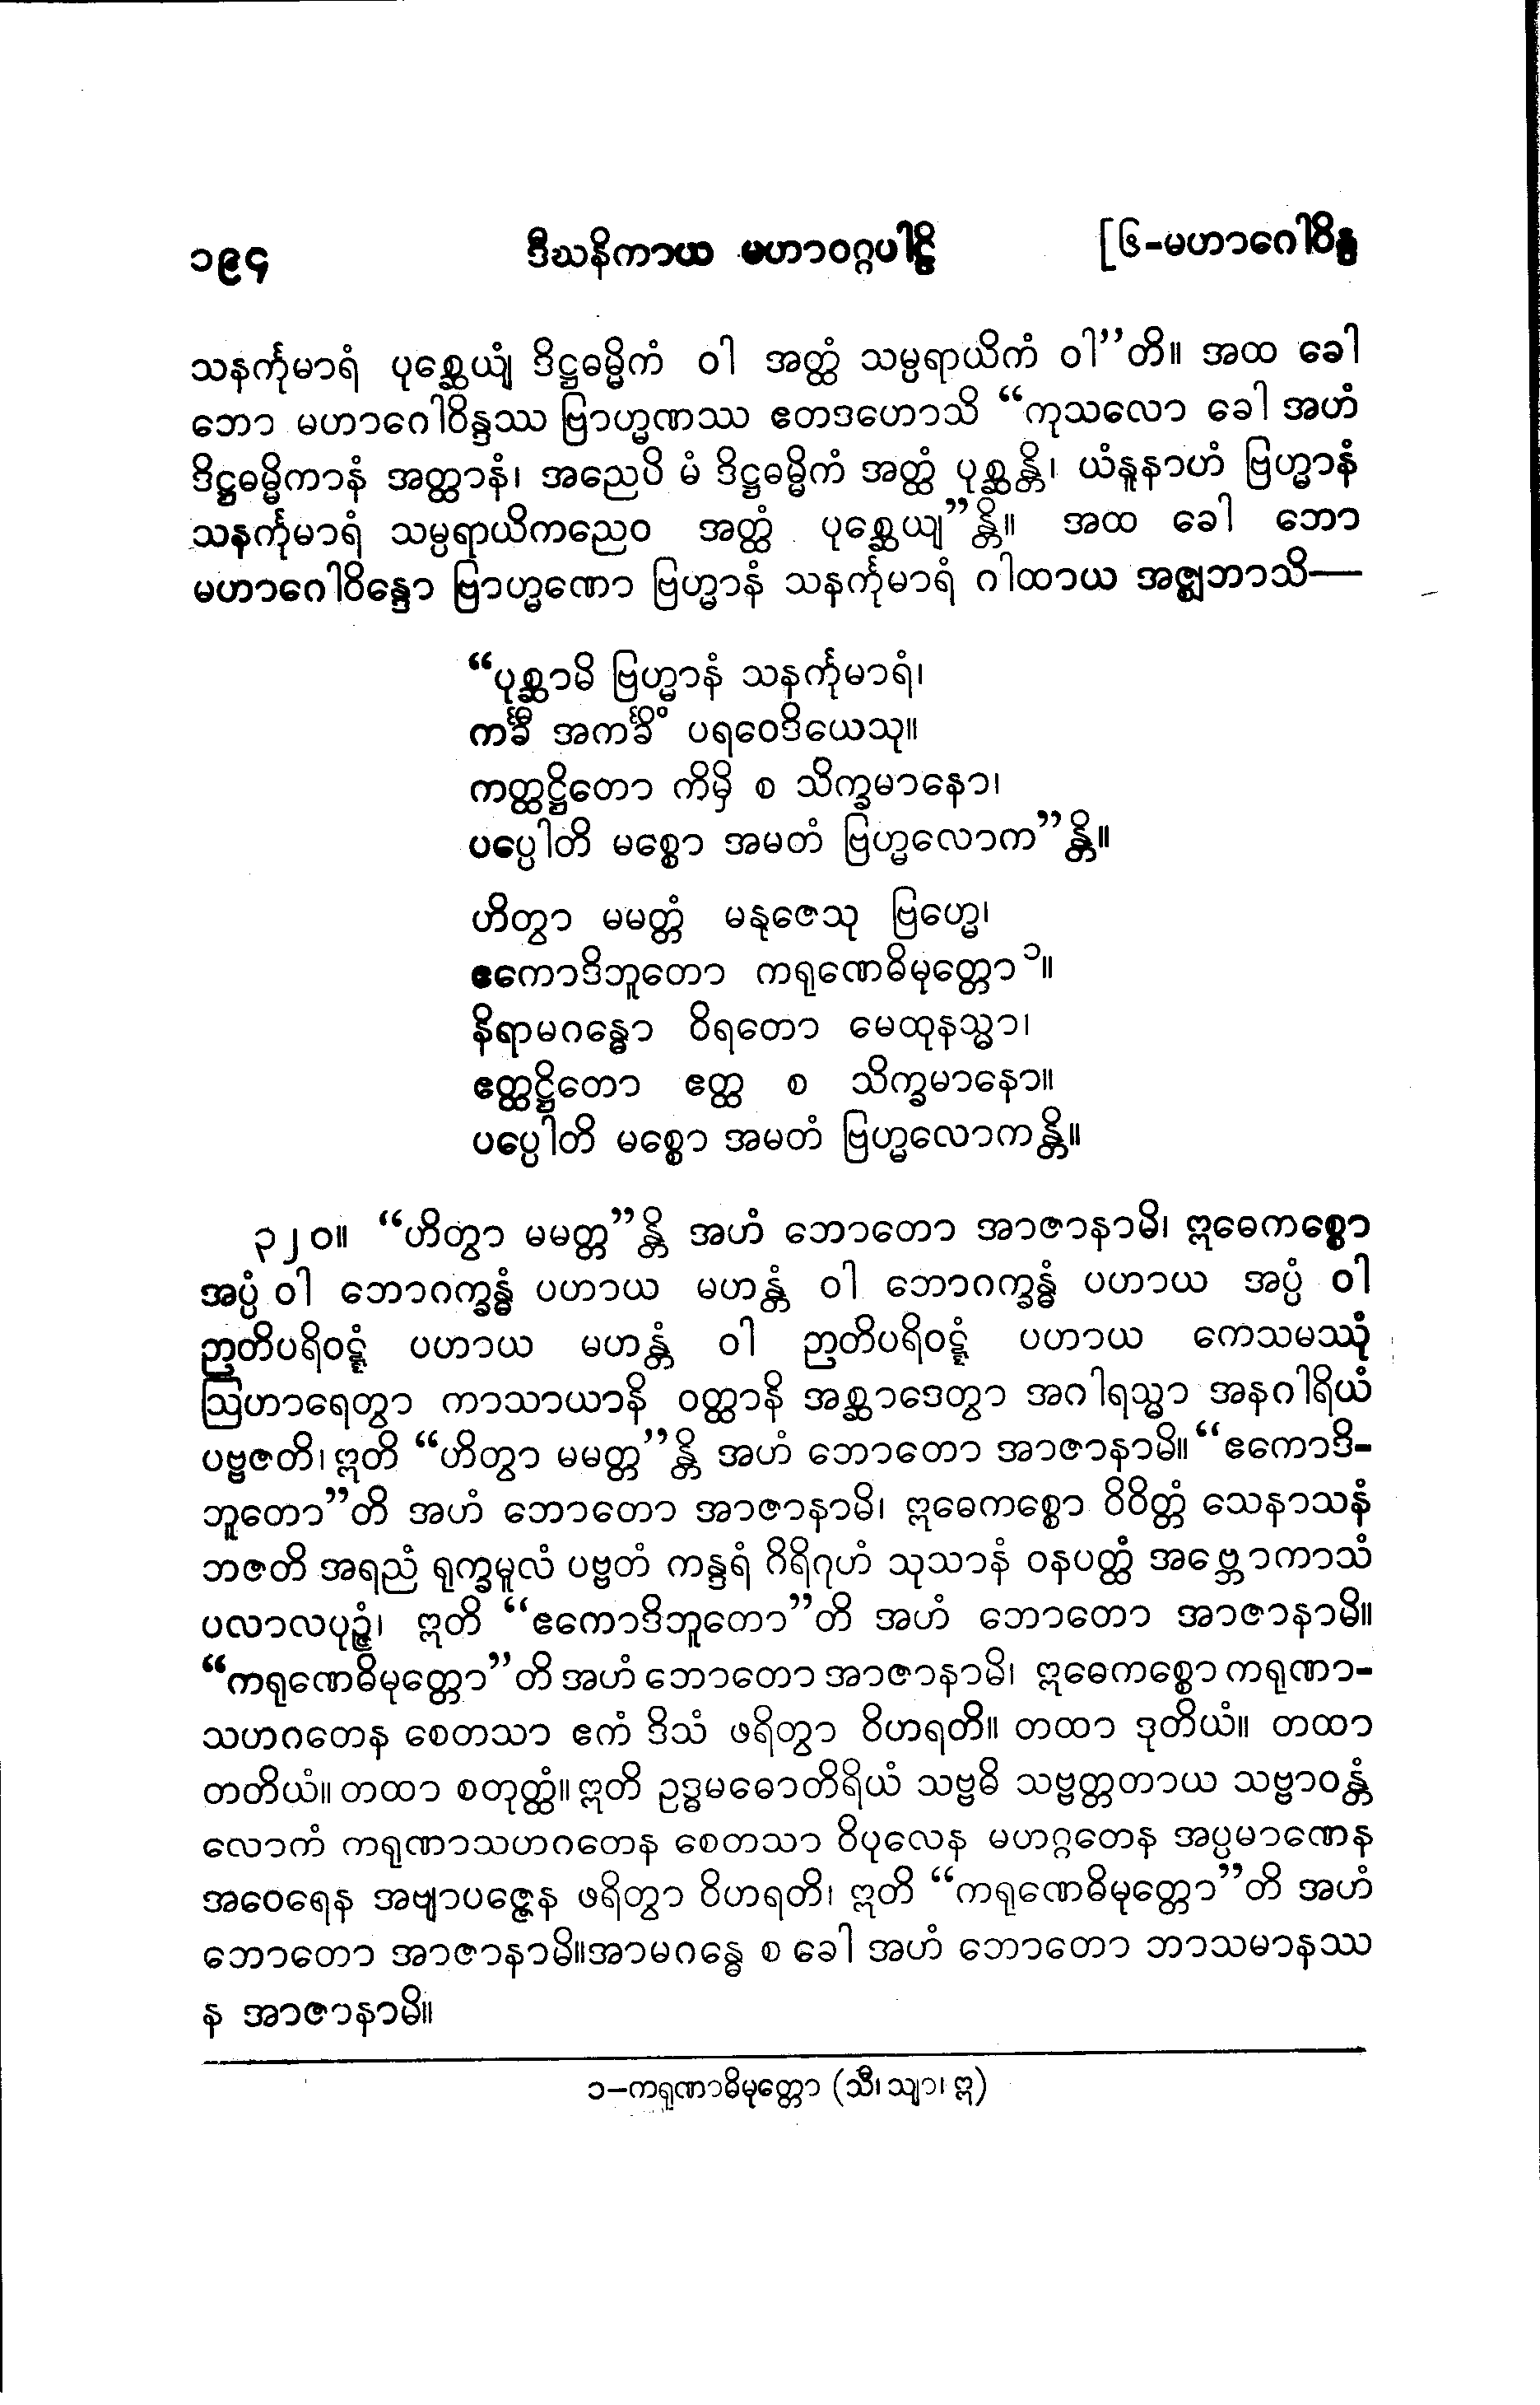 ၁၉၄ ဒီဃနိကာယ မဟာဝဂ္ဂပါဠိ [၆-မဟာဂေါဝိန္ဒ
သနင်္ကုမာရံ ပုစ္ဆေယျံ ဒိဋ္ဌဓမ္မိကံ ဝါ အတ္ထံ သမ္ပရာယိကံ ဝါ”တိ။ အထ ခေါ
ဘော မဟာဂေါဝိန္ဒဿ ဗြာဟ္မဏဿ ဧတဒဟောသိ “ကုသလော ခေါ အဟံ
ဒိဋ္ဌဓမ္မိကာနံ အတ္ထာနံ၊ အညေပိ မံ ဒိဋ္ဌဓမ္မိကံ အတ္ထံ ပုစ္ဆန္တိ၊ ယံနူနာဟံ ဗြဟ္မာနံ
သနင်္ကုမာရံ သမ္ပရာယိကညေဝ အတ္ထံ ပုစ္ဆေယျ”န္တိ။ အထ ခေါ ဘော
မဟာဂေါဝိန္ဒော ဗြာဟ္မဏော ဗြဟ္မာနံ သနင်္ကုမာရံ ဂါထာယ အဇ္ဈဘာသိ—
“ပုစ္ဆာမိ ဗြဟ္မာနံ သနင်္ကုမာရံ၊
ကင်္ခီ အကင်္ခိံ ပရဝေဒိယေသု။
ကတ္ထဋ္ဌိတော ကိမှိ စ သိက္ခမာနော၊
ပပ္ပေါတိ မစ္စော အမတံ ဗြဟ္မလောက”န္တိ။
ဟိတွာ မမတ္တံ မနုဇေသု ဗြဟ္မေ၊
ဧကောဒိဘူတော ကရုဏေဓိမုတ္တော၁။
နိရာမဂန္ဓော ဝိရတော မေထုနသ္မာ၊
ဧတ္ထဋ္ဌိတော ဧတ္ထ စ သိက္ခမာနော။
ပပ္ပေါတိ မစ္စော အမတံ ဗြဟ္မလောကန္တိ။
၃၂၀။ “ဟိတွာ မမတ္တ”န္တိ အဟံ ဘောတော အာဇာနာမိ၊ ဣဓေကစ္စော
အပ္ပံ ဝါ ဘောဂက္ခန္ဓံ ပဟာယ မဟန္တံ ဝါ ဘောဂက္ခန္ဓံ ပဟာယ အပ္ပံ ဝါ
ဉာတိပရိဝဋ္ဋံ ပဟာယ မဟန္တံ ဝါ ဉာတိပရိဝဋ္ဋံ ပဟာယ ကေသမဿုံ
ဩဟာရေတွာ ကာသာယာနိ ဝတ္ထာနိ အစ္ဆာဒေတွာ အဂါရသ္မာ အနဂါရိယံ
ပဗ္ဗဇတိ၊ ဣတိ “ဟိတွာ မမတ္တ”န္တိ အဟံ ဘောတော အာဇာနာမိ။ “ဧကောဒိ-
ဘူတော”တိ အဟံ ဘောတော အာဇာနာမိ၊ ဣဓေကစ္စော ဝိဝိတ္တံ သေနာသနံ
ဘဇတိ အရညံ ရုက္ခမူလံ ပဗ္ဗတံ ကန္ဒရံ ဂိရိဂုဟံ သုသာနံ ဝနပတ္ထံ အဗ္ဘောကာသံ
ပလာလပုဉ္ဇံ၊ ဣတိ “ဧကောဒိဘူတော”တိ အဟံ ဘောတော အာဇာနာမိ။
“ကရုဏေဓိမုတ္တော”တိ အဟံ ဘောတော အာဇာနာမိ၊ ဣဓေကစ္စော ကရုဏာ-
သဟဂတေန စေတသာ ဧကံ ဒိသံ ဖရိတွာ ဝိဟရတိ။ တထာ ဒုတိယံ။ တထာ
တတိယံ။ တထာ စတုတ္ထံ။ ဣတိ ဥဒ္ဓမဓောတိရိယံ သဗ္ဗဓိ သဗ္ဗတ္တတာယ သဗ္ဗာဝန္တံ
လောကံ ကရုဏာသဟဂတေန စေတသာ ဝိပုလေန မဟဂ္ဂတေန အပ္ပမာဏေန
အဝေရေန အဗျာပဇ္ဇေန ဖရိတွာ ဝိဟရတိ၊ ဣတိ “ကရုဏေဓိမုတ္တော”တိ အဟံ
ဘောတော အာဇာနာမိ။အာမဂန္ဓေ စ ခေါ အဟံ ဘောတော ဘာသမာနဿ
န အာဇာနာမိ။
၁-ကရုဏာဓိမုတ္တော (သီ၊ သျာ၊ ဣ)